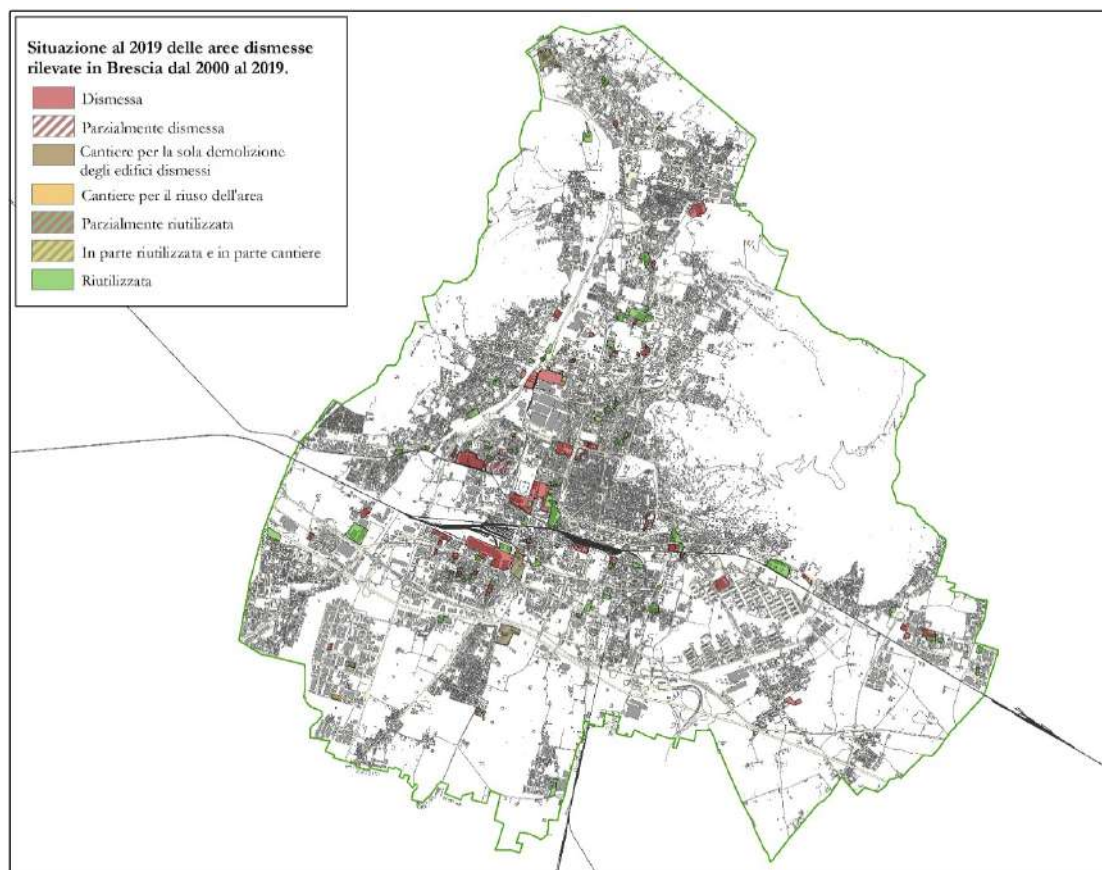 Situazione al 2019 delle aree dismesse
rilevate in Brescia dal 2000 al 2019.
Dismessa
Parzialmente dismessa
Cantiere per la sola demolizione
degli edifici dismessi
Cantiere per il riuso dell'area
Parzialmente riutilizzata
In parte riutilizzata e in parte cantiere
Riutilizzata